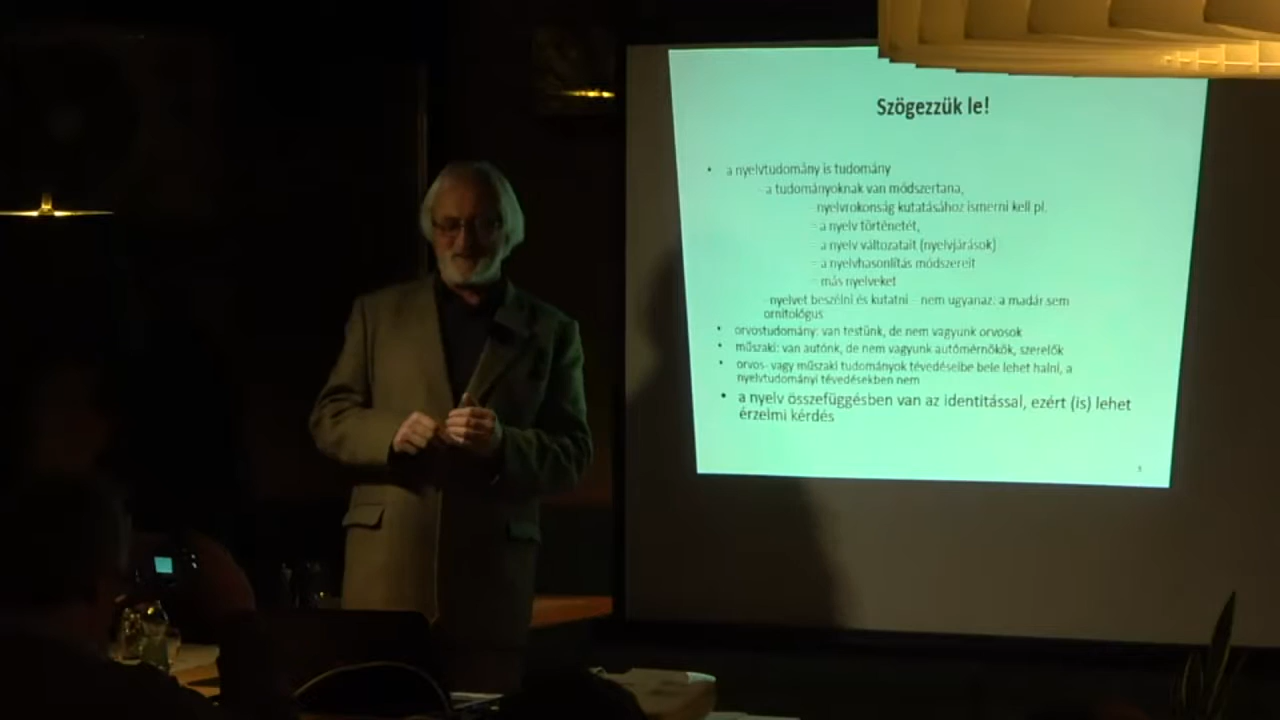 Szögezzük le!
• a nyelvtudomány is tudomány
- a tudományoknak van módszertana,
- nyelvrokonság kutatásához ismerni kell pl.
= a nyelv történetét,
= a nyelv változatait (nyelvjárások)
= a nyelvhasonlítás módszereit
= más nyelveket
- nyelvet beszélni és kutatni – nem ugyanaz: a madár sem
ornitológus
• orvostudomány: van testünk, de nem vagyunk orvosok
• műszaki: van autónk, de nem vagyunk autómérnökök, szerelők
• orvos- vagy műszaki tudományok tévedéseibe bele lehet halni, a
nyelvtudományi tévedésekben nem
• a nyelv összefüggésben van az identitással, ezért (is) lehet
érzelmi kérdés